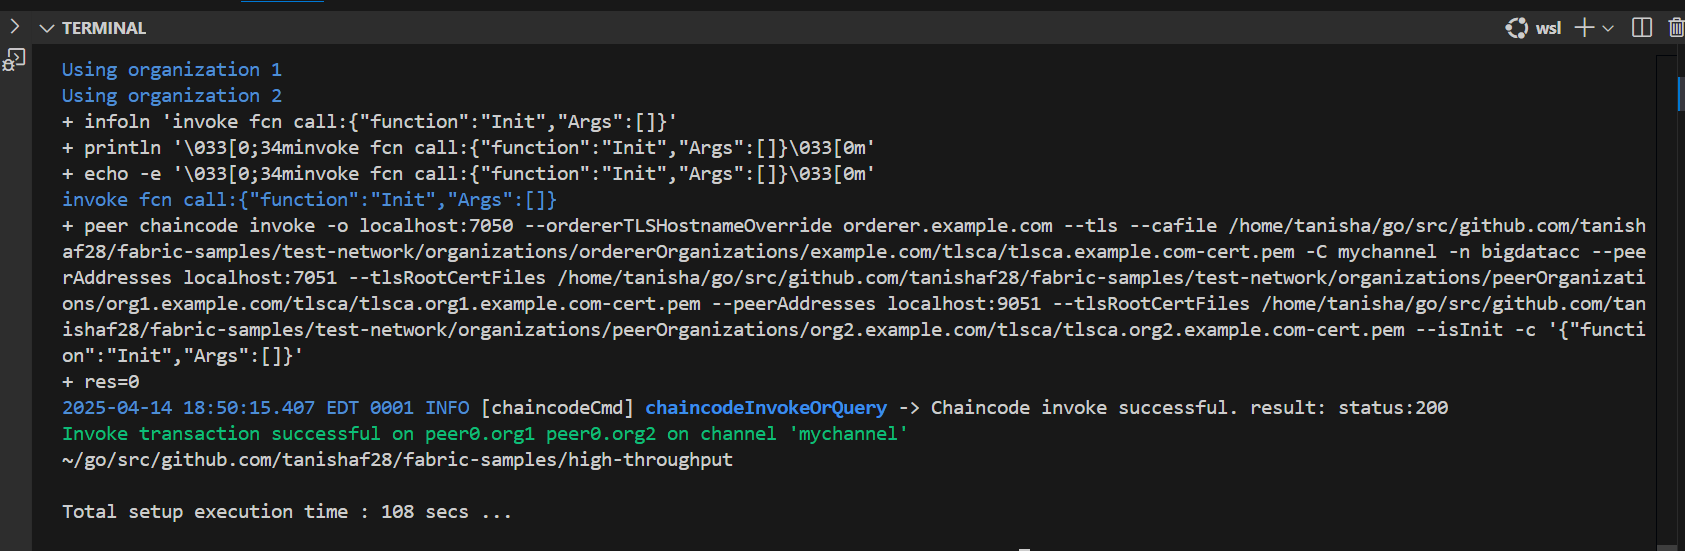 TERMINAL
wsl
Using organization 1
Using organization 2
+ infoln 'invoke fcn call:{"function":"Init","Args":[]}'
+ println '\033[0;34minvoke fcn call:{"function":"Init","Args":[]}\033[0m'
+ echo -e '\033[0;34minvoke fcn call:{"function":"Init","Args":[]}\033[0m'
invoke fcn call:{"function":"Init","Args":[]}
+ peer chaincode invoke -o localhost:7050 --ordererTLSHostnameOverride orderer.example.com --tls --cafile /home/tanisha/go/src/github.com/tanish
af28/fabric-samples/test-network/organizations/ordererOrganizations/example.com/tlsca/tlsca.example.com-cert.pem -C mychannel -n bigdatacc --pee
rAddresses localhost:7051 --tlsRootCertFiles /home/tanisha/go/src/github.com/tanishaf28/fabric-samples/test-network/organizations/peerOrganizati
ons/org1.example.com/tlsca/tlsca.org1.example.com-cert.pem --peerAddresses localhost:9051 --tlsRootCertFiles /home/tanisha/go/src/github.com/tan
ishaf28/fabric-samples/test-network/organizations/peerOrganizations/org2.example.com/tlsca/tlsca.org2.example.com-cert.pem --isInit -c '{"functi
on":"Init","Args":[]}'
+ res=0
2025-04-14 18:50:15.407 EDT 0001 INFO [chaincodeCmd] chaincodeInvokeOrQuery -> Chaincode invoke successful. result: status:200
Invoke transaction successful on peer0.org1 peer0.org2 on channel 'mychannel'
~/go/src/github.com/tanishaf28/fabric-samples/high-throughput
Total setup execution time : 108 secs ...